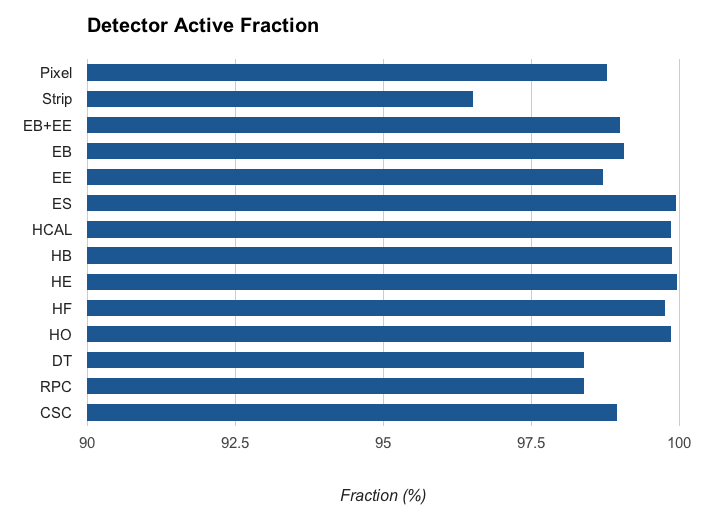 Detector Active Fraction
Pixel
Strip
EB+EE
EB
EE
ES
HCAL
HB
HE
HF
HO
DT
RPC
CSC
90 92.5 95 97.5 100
Fraction (%)